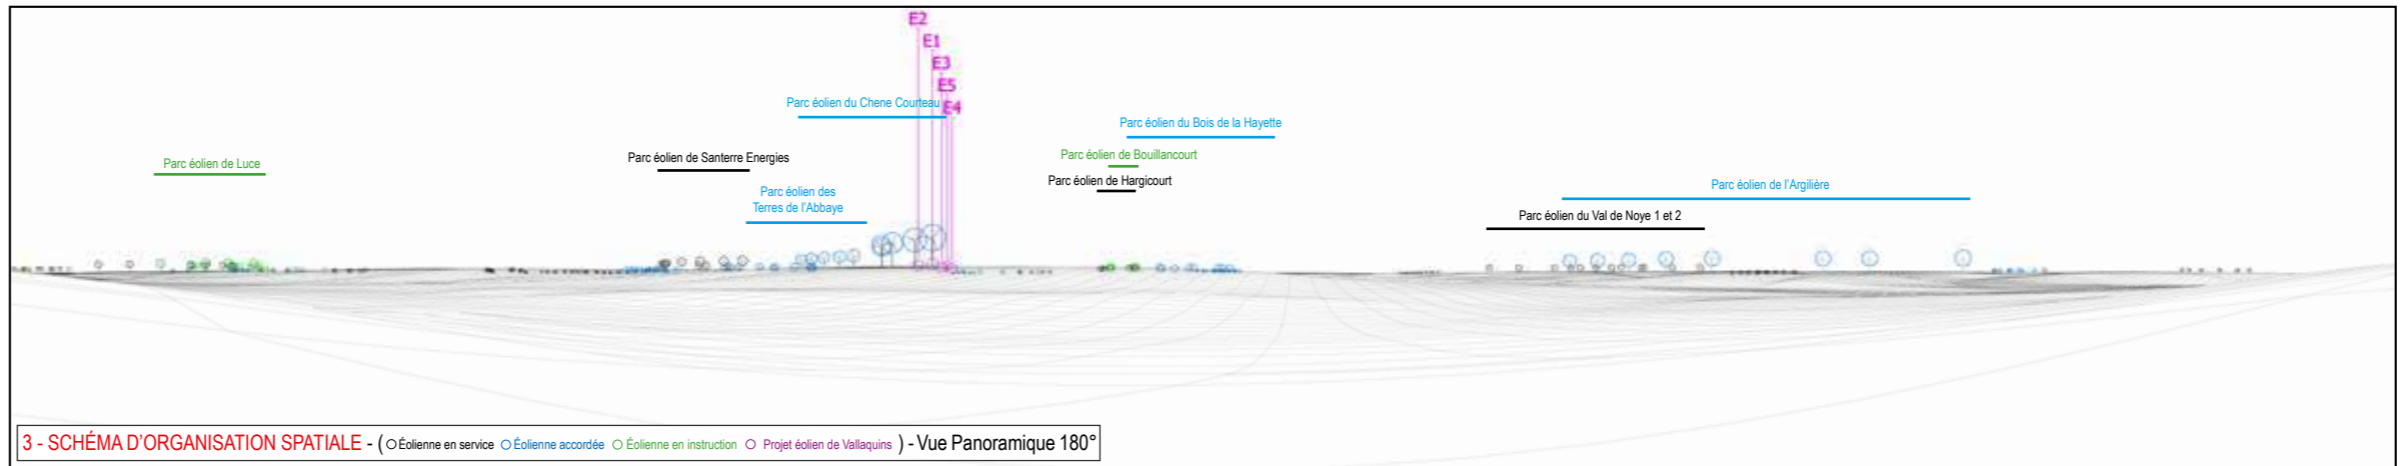 E2
E1
E3
E5
E4
Parc éolien du Chene Courteau
Parc éolien du Bois de la Hayette
Parc éolien de Luce
Parc éolien de Santerre Energies
Parc éolien de Bouillancourt
Parc éolien de Hargicourt
Parc éolien des
Terres de l'Abbaye
Parc éolien de l'Argilière
Parc éolien du Val de Noye 1 et 2
3 - SCHÉMA D'ORGANISATION SPATIALE - ( Éolienne en service Éolienne accordée Éolienne en instruction Projet éolien de Vallaquins ) - Vue Panoramique 180°